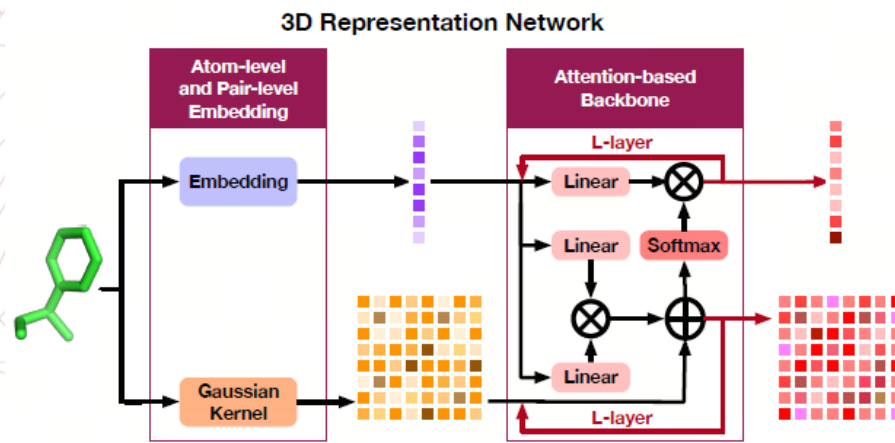 3D Representation Network
Atom-level
and Pair-level
Embedding
Attention-based
Backbone
L-layer
Embedding
Linear
Linear
Softmax
Linear
Gaussian
Kernel
L-layer